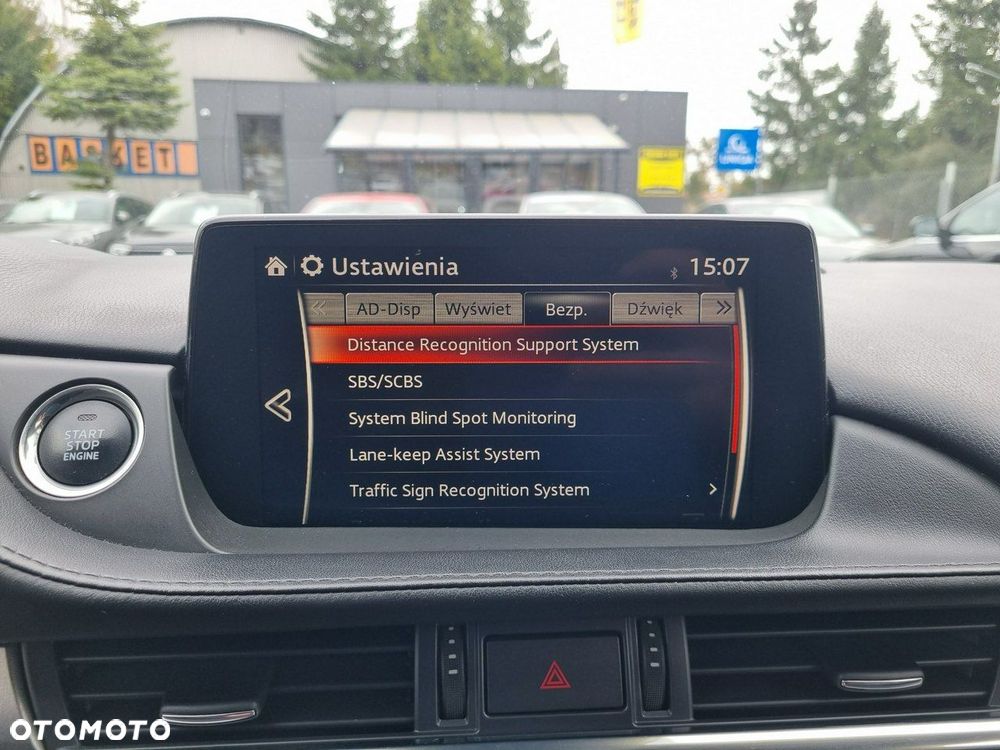 BASKET
Ustawienia
15:07
AD-Disp Wyświet Bezp. Dźwięk
Distance Recognition Support System
SBS/SCBS
System Blind Spot Monitoring
Lane-keep Assist System
Traffic Sign Recognition System
START
STOP
ENGINE
OTOMOTO